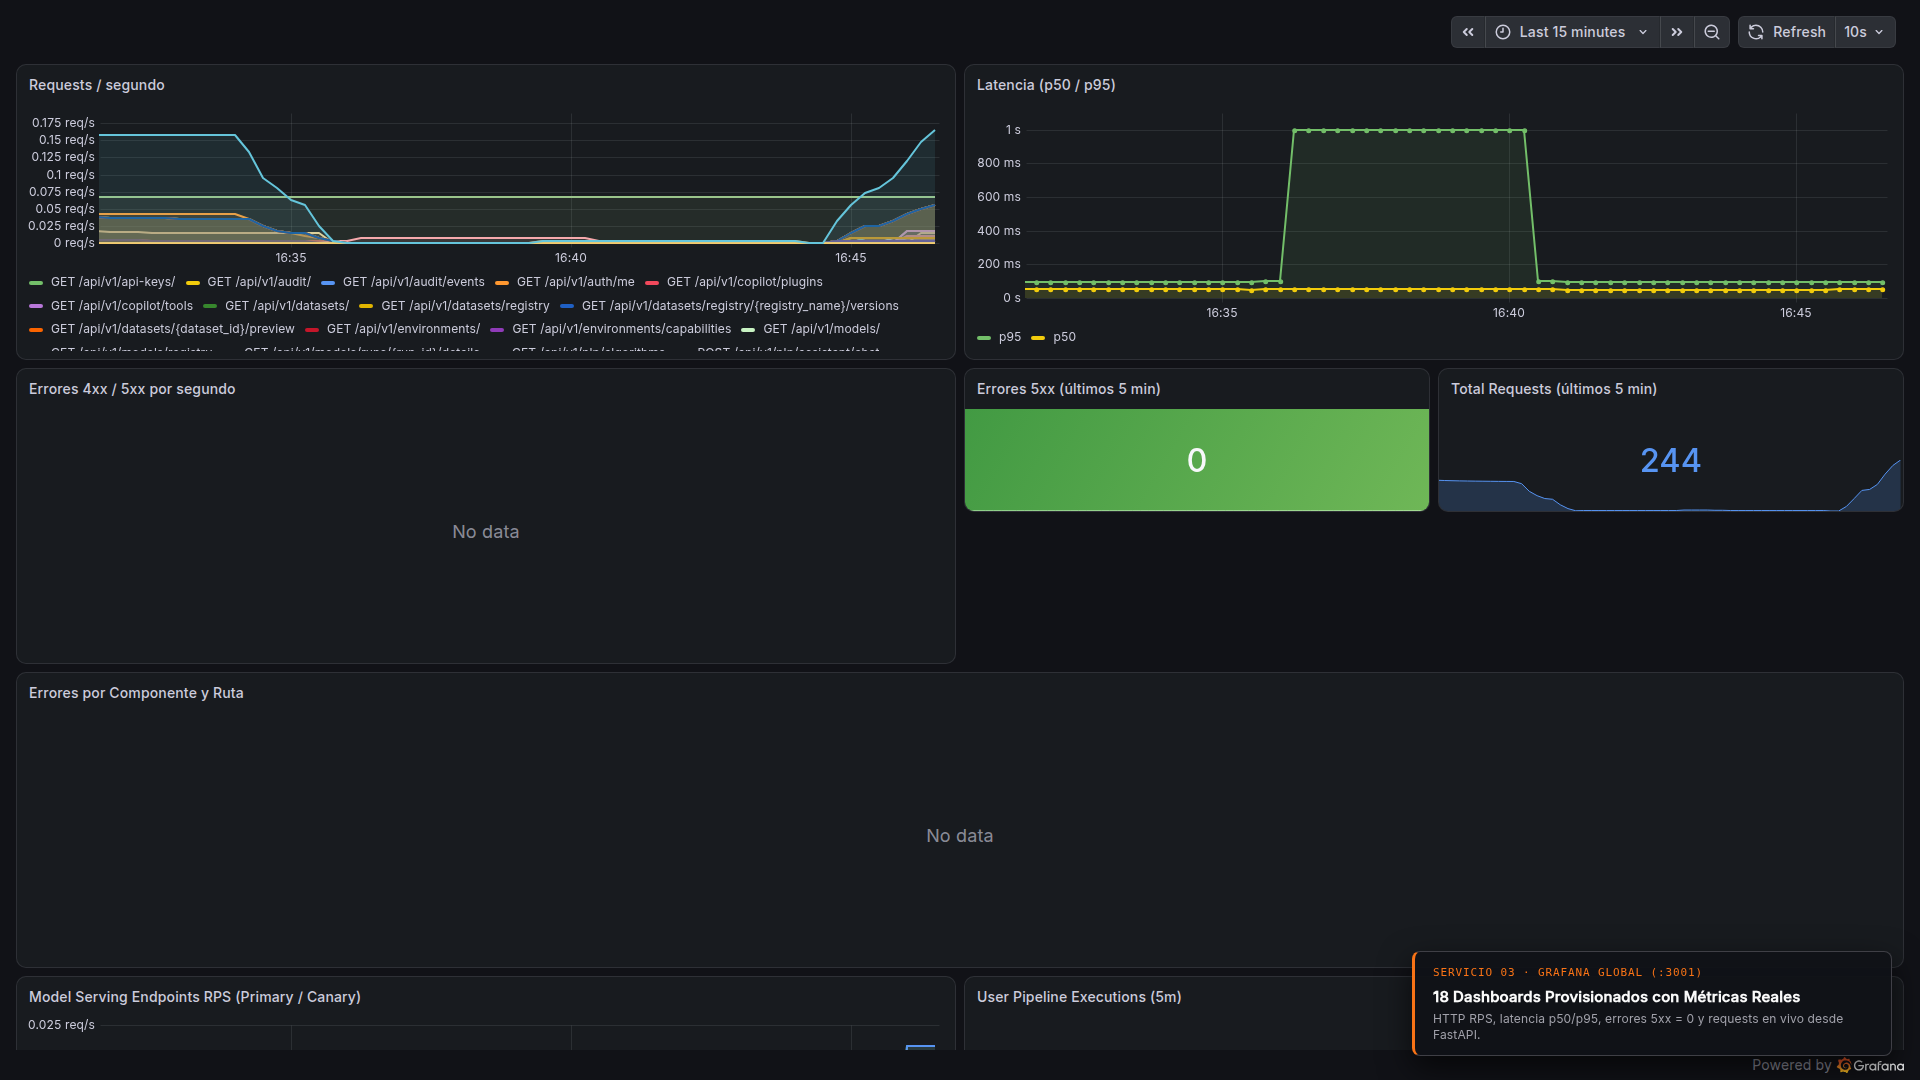 Last 15 minutes
Refresh
10s
Requests / segundo
0.175 req/s
0.15 req/s
0.125 req/s
0.1 req/s
0.075 req/s
0.05 req/s
0.025 req/s
0 req/s
16:35 16:40 16:45
GET /api/v1/api-keys/ GET /api/v1/audit/ GET /api/v1/audit/events GET /api/v1/auth/me GET /api/v1/copilot/plugins
GET /api/v1/copilot/tools GET /api/v1/datasets/ GET /api/v1/datasets/registry GET /api/v1/datasets/registry/{registry_name}/versions
GET /api/v1/datasets/{dataset_id}/preview GET /api/v1/environments/ GET /api/v1/environments/capabilities GET /api/v1/models/
Latencia (p50 / p95)
1 s
800 ms
600 ms
400 ms
200 ms
0 s
16:35 16:40 16:45
p95 p50
Errores 4xx / 5xx por segundo
No data
Errores 5xx (últimos 5 min)
0
Total Requests (últimos 5 min)
244
Errores por Componente y Ruta
No data
Model Serving Endpoints RPS (Primary / Canary)
0.025 req/s
User Pipeline Executions (5m)
SERVICIO 03 · GRAFANA GLOBAL (:3001)
18 Dashboards Provisionados con Métricas Reales
HTTP RPS, latencia p50/p95, errores 5xx = 0 y requests en vivo desde
FastAPI.
Powered by Grafana